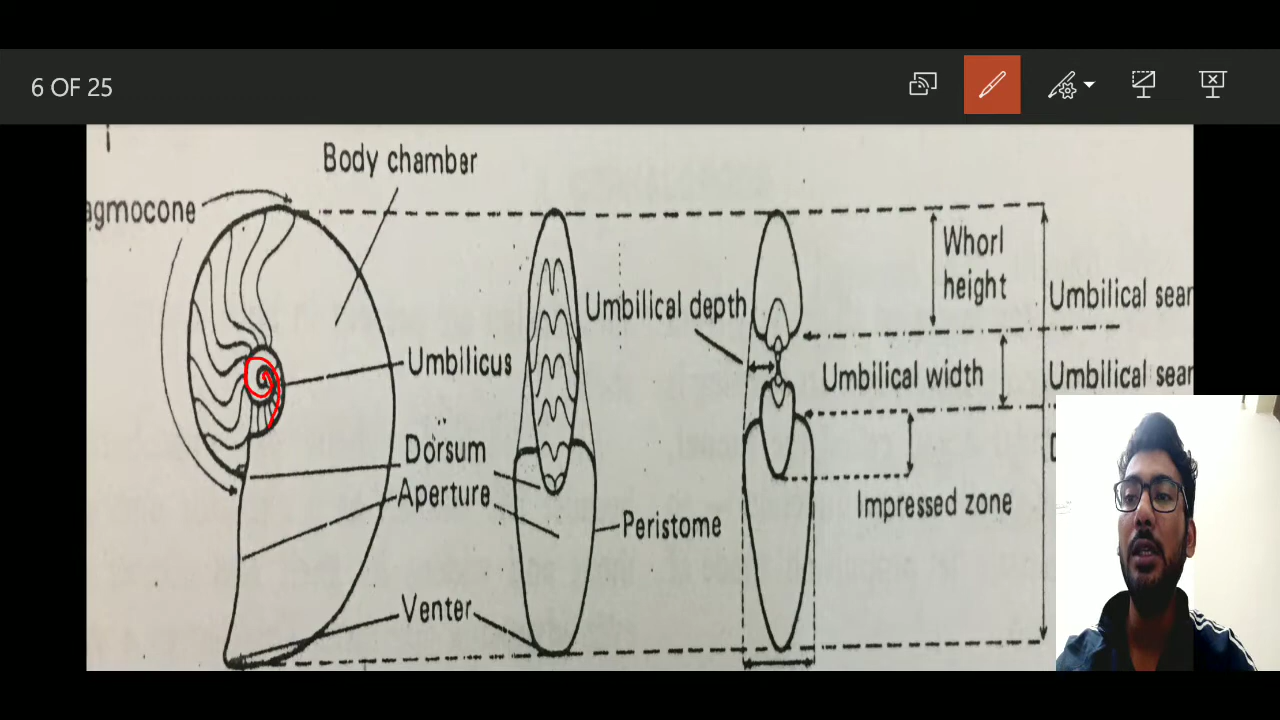 6 OF 25
Body chamber
agmocone
Whorl
height
Umbilical depth
Umbilical sear
Umbilicus
Umbilical width
Umbilical sear
Dorsum
Aperture
Impressed zone
Peristome
Venter